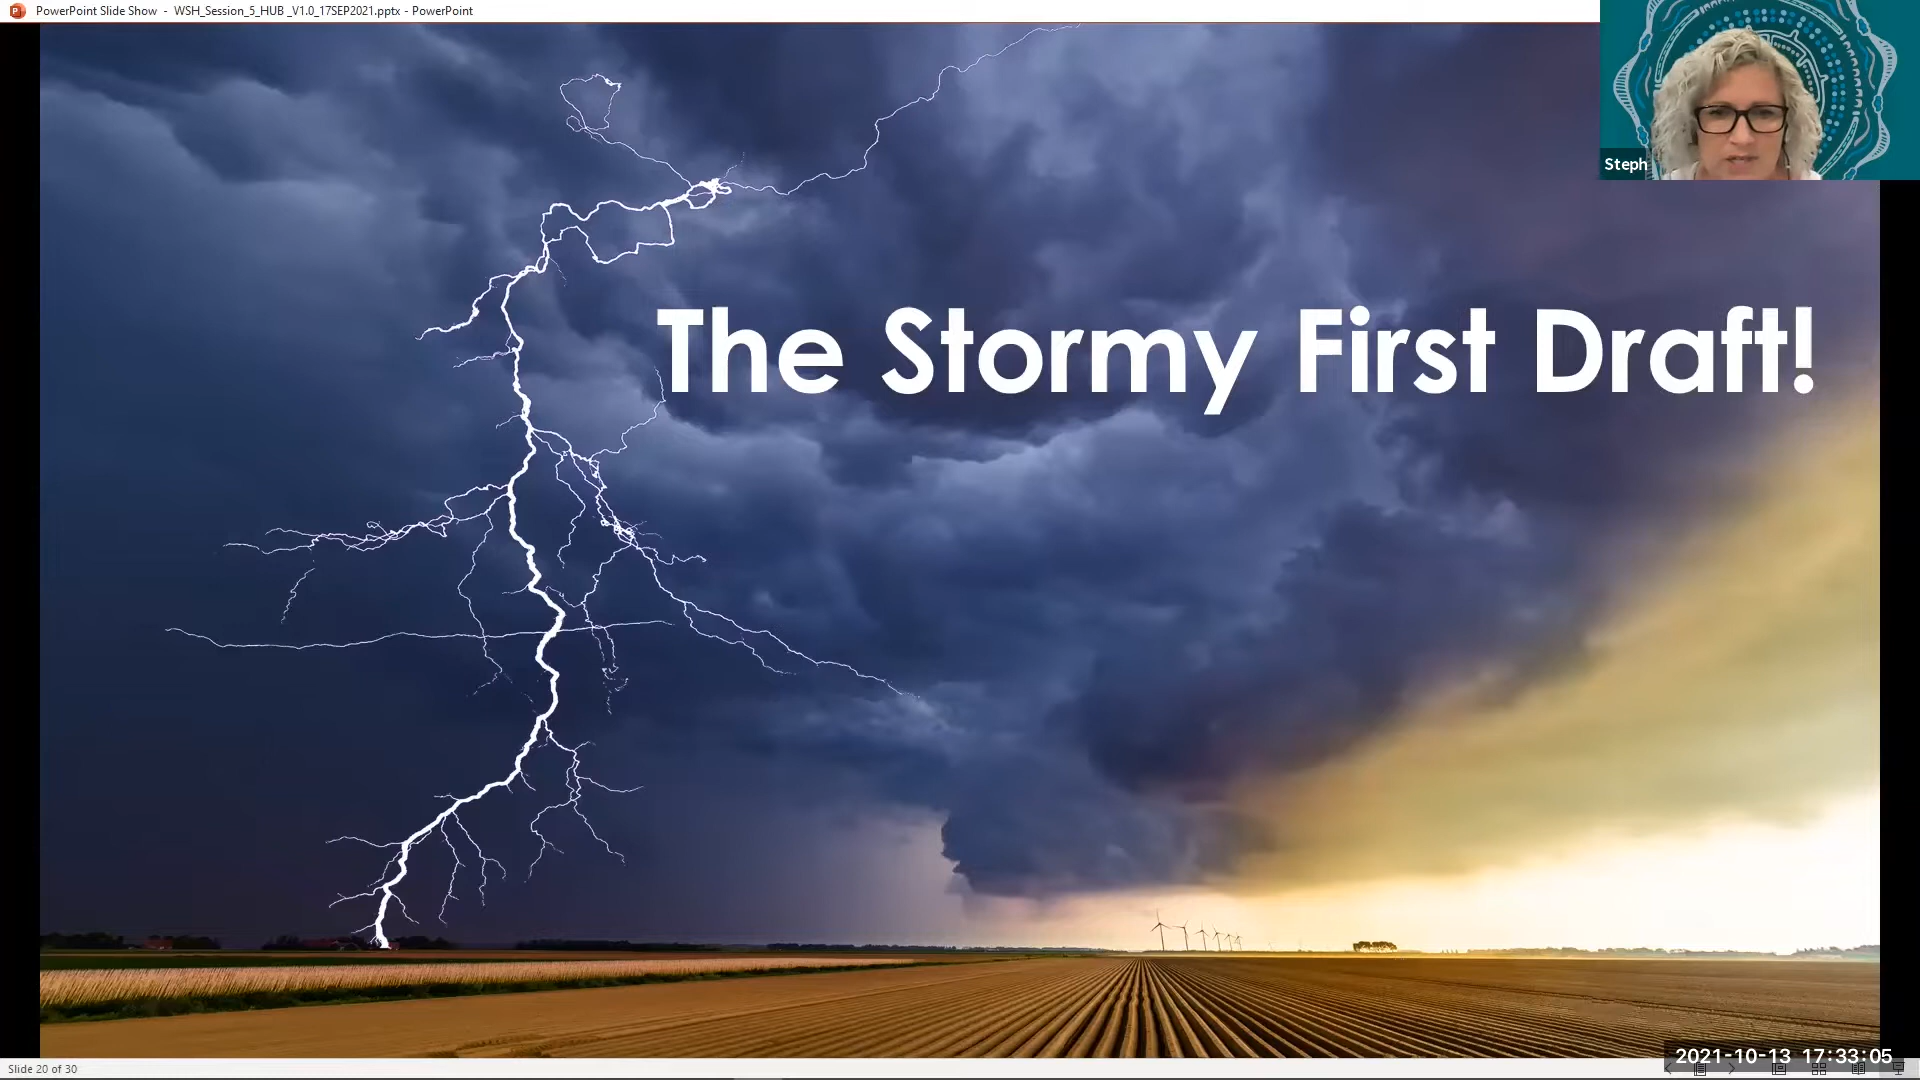 PowerPoint Slide Show - WSH_Session_5_HUB _V1.0_17SEP2021.pptx - PowerPoint
Steph
The Stormy First Draft!
2021-10-13 17:33:05
Slide 20 of 30